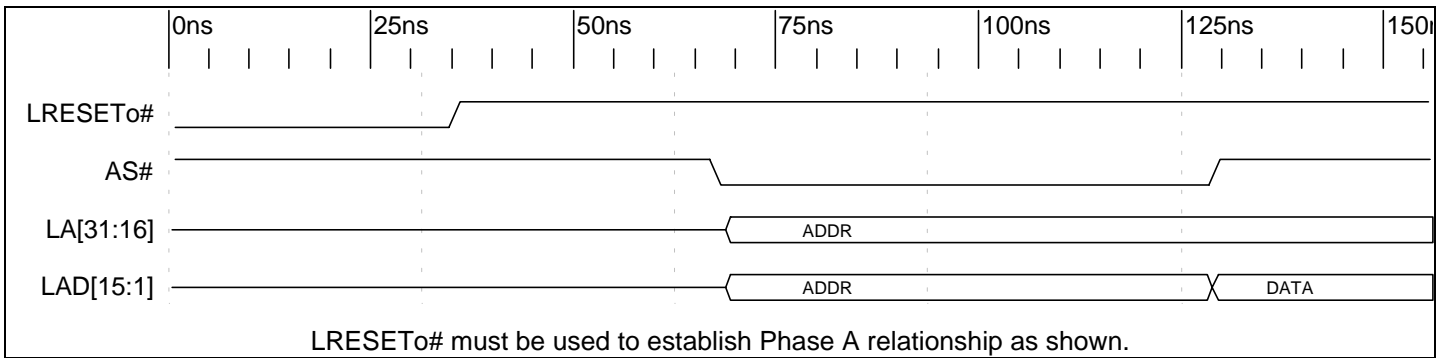 0ns 25ns 50ns 75ns 100ns 125ns
LRESETo#
AS#
LA[31:16] ADDR
LAD[15:1] ADDR DATA
LRESETo# must be used to establish Phase A relationship as shown.